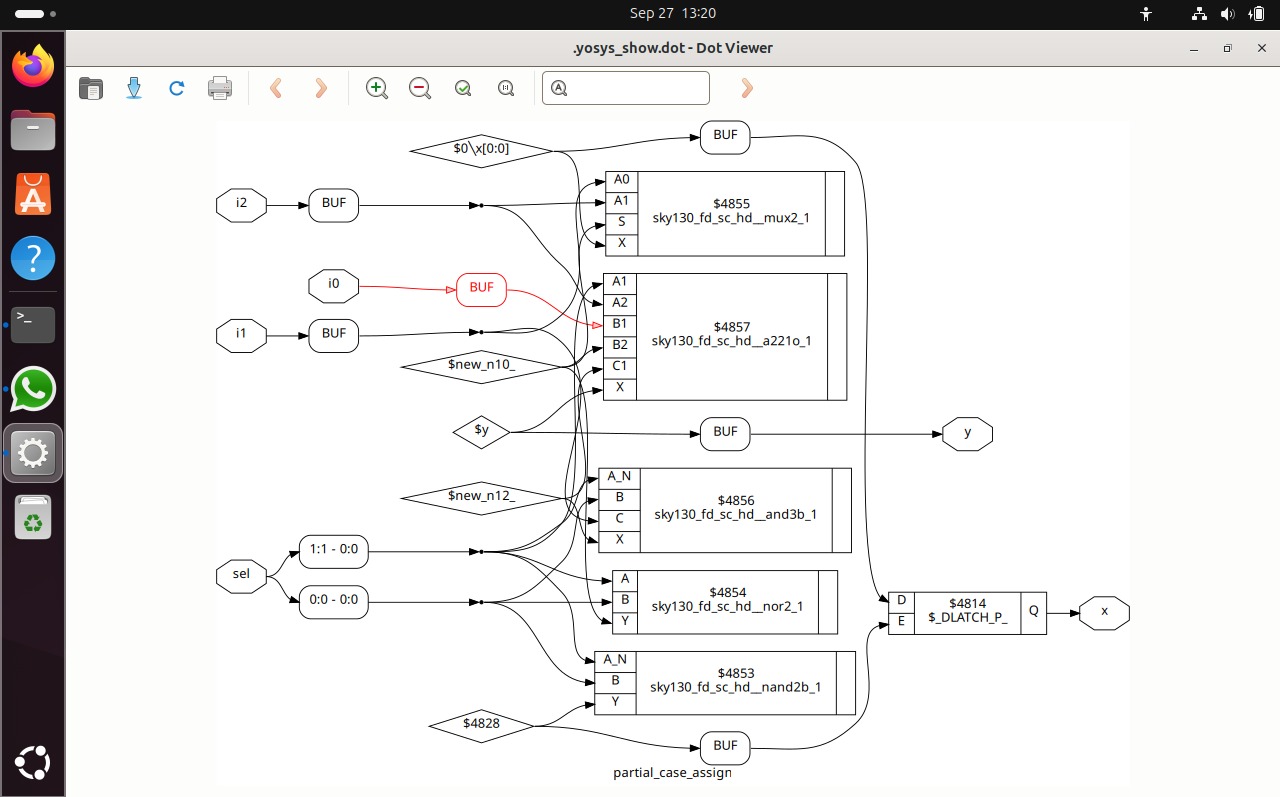 Sep 27 13:20
.yosys_show.dot - Dot Viewer
BUF
$0\x[0:0]
i2
BUF
A0
A1
S
X
$4855
sky130_fd_sc_hd__mux2_1
i0
BUF
i1
BUF
A1
A2
B1
B2
C1
X
$4857
sky130_fd_sc_hd__a221o_1
$new_n10_
$y
BUF
y
$new_n12_
A_N
B
C
X
$4856
sky130_fd_sc_hd__and3b_1
sel
1:1 - 0:0
0:0 - 0:0
A
B
Y
$4854
sky130_fd_sc_hd__nor2_1
D
E
$4814
$_DLATCH_P_
Q
x
A_N
B
Y
$4853
sky130_fd_sc_hd__nand2b_1
$4828
BUF
partial_case_assign